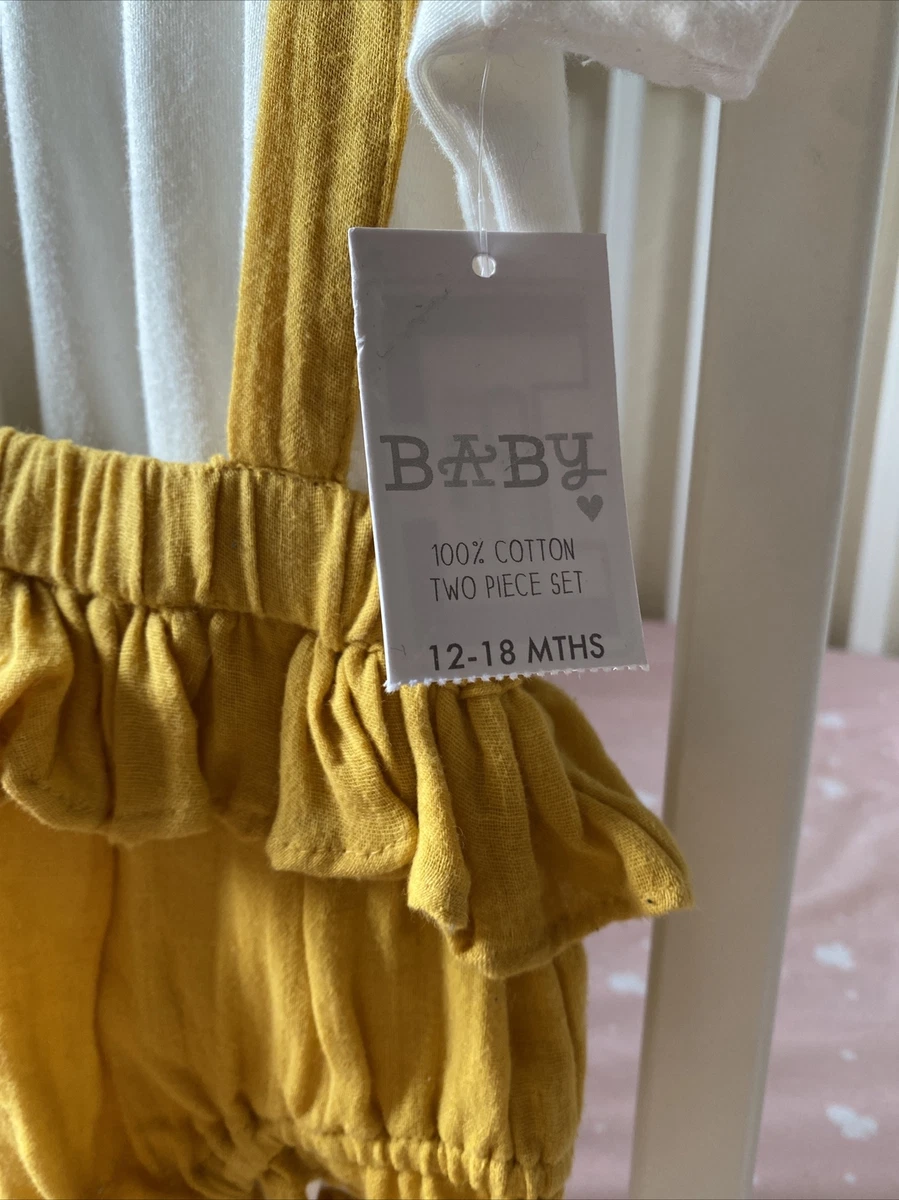 BABY
100% COTTON
TWO PIECE SET
12-18 MTHS